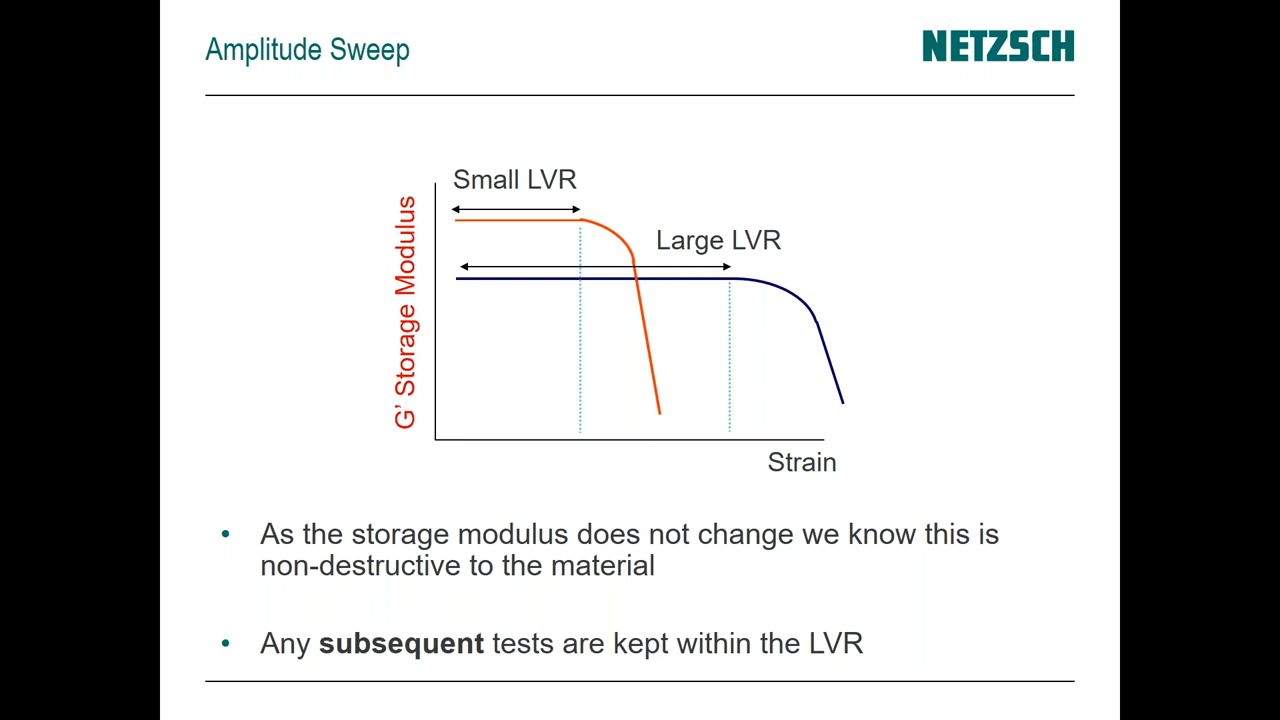 Amplitude Sweep
NETZSCH
Small LVR
Large LVR
G’ Storage Modulus
Strain
• As the storage modulus does not change we know this is
non-destructive to the material
• Any subsequent tests are kept within the LVR